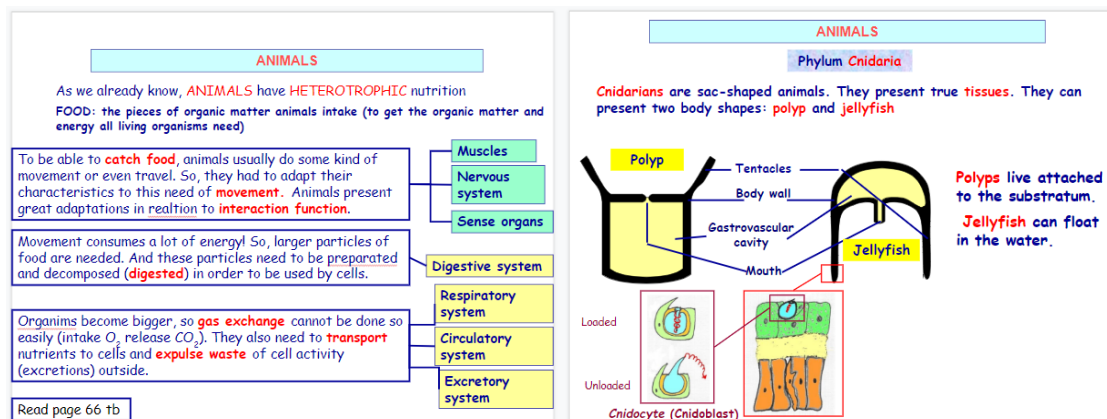 ANIMALS
As we already know, ANIMALS have HETEROTROPHIC nutrition
FOOD: the pieces of organic matter animals intake (to get the organic matter and
energy all living organisms need)
To be able to catch food, animals usually do some kind of
movement or even travel. So, they had to adapt their
characteristics to this need of movement. Animals present
great adaptations in realtion to interaction function.
Muscles
Nervous
system
Sense organs
Movement consumes a lot of energy! So, larger particles of
food are needed. And these particles need to be prepared
and decomposed (digested) in order to be used by cells.
Digestive system
Organims become bigger, so gas exchange cannot be done so
easily (intake O2 release CO2). They also need to transport
nutrients to cells and expulse waste of cell activity
(excretions) outside.
Respiratory
system
Circulatory
system
Excretory
system
Read page 66 tb
ANIMALS
Phylum Cnidaria
Cnidarians are sac-shaped animals. They present true tissues. They can
present two body shapes: polyp and jellyfish
Polyp
Tentacles
Body wall
Gastrovascular
cavity
Mouth
Jellyfish
Polyps live attached
to the substratum.
Jellyfish can float
in the water.
Loaded
Unloaded
Cnidocyte (Cnidoblast)